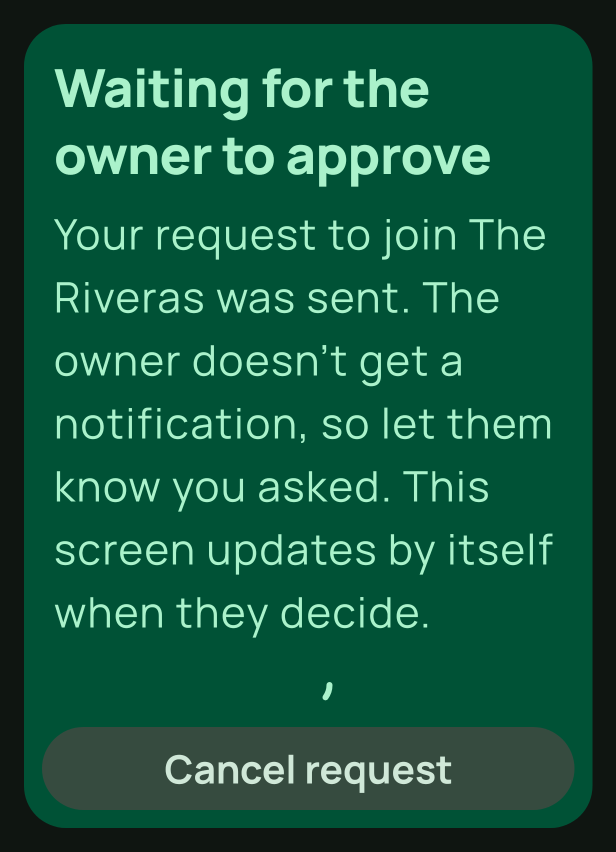 Waiting for the
owner to approve
Your request to join The
Riveras was sent. The
owner doesn’t get a
notification, so let them
know you asked. This
screen updates by itself
when they decide.
Cancel request